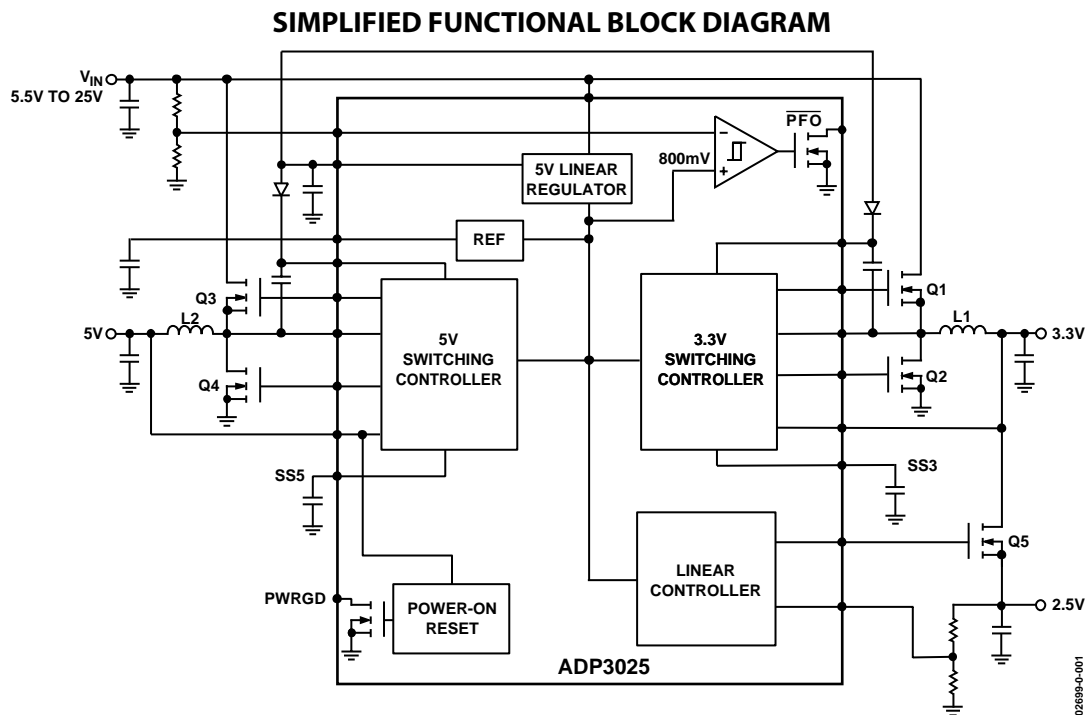 SIMPLIFIED FUNCTIONAL BLOCK DIAGRAM
VIN
5.5V TO 25V
PFO
800mV
–
+
5V LINEAR
REGULATOR
REF
Q3
Q1
L2
L1
5V
3.3V
5V
SWITCHING
CONTROLLER
3.3V
SWITCHING
CONTROLLER
Q4
Q2
SS5
SS3
Q5
LINEAR
CONTROLLER
PWRGD
POWER-ON
RESET
2.5V
ADP3025
02699-0-001